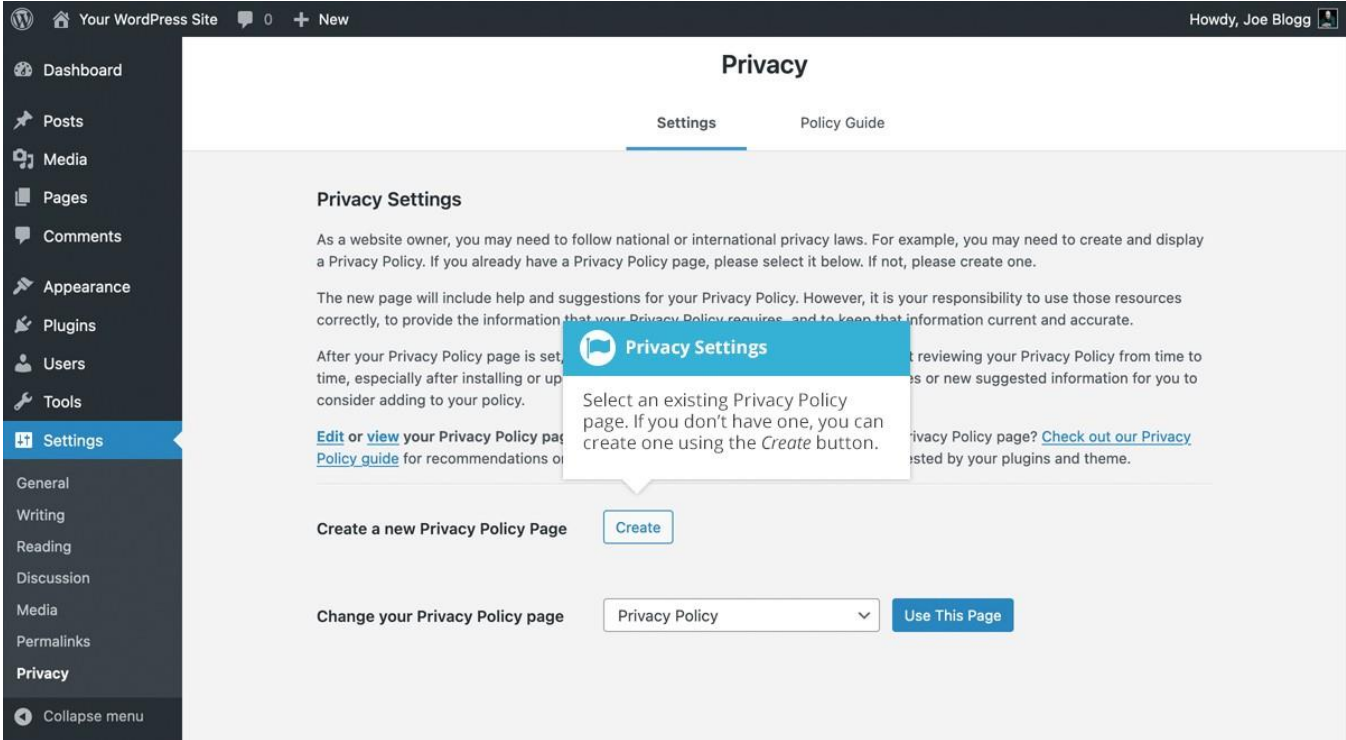 Your WordPress Site 0 + New Howdy, Joe Blogg
Dashboard
Posts
Media
Pages
Comments
Appearance
Plugins
Users
Tools
Settings
General
Writing
Reading
Discussion
Media
Permalinks
Privacy
Collapse menu
Privacy
Settings Policy Guide
Privacy Settings
As a website owner, you may need to follow national or international privacy laws. For example, you may need to create and display
a Privacy Policy. If you already have a Privacy Policy page, please select it below. If not, please create one.
The new page will include help and suggestions for your Privacy Policy. However, it is your responsibility to use those resources
correctly, to provide the information that your Privacy Policy requires, and to keep that information current and accurate.
After your Privacy Policy page is set, reviewing your Privacy Policy from time to
time, especially after installing or or new suggested information for you to
consider adding to your policy.
Edit or view your Privacy Policy Policy page? Check out our Privacy
Policy guide for recommendations by your plugins and theme.
Privacy Settings
Select an existing Privacy Policy
page. If you don’t have one, you can
create one using the Create button.
Create a new Privacy Policy Page Create
Change your Privacy Policy page Privacy Policy Use This Page